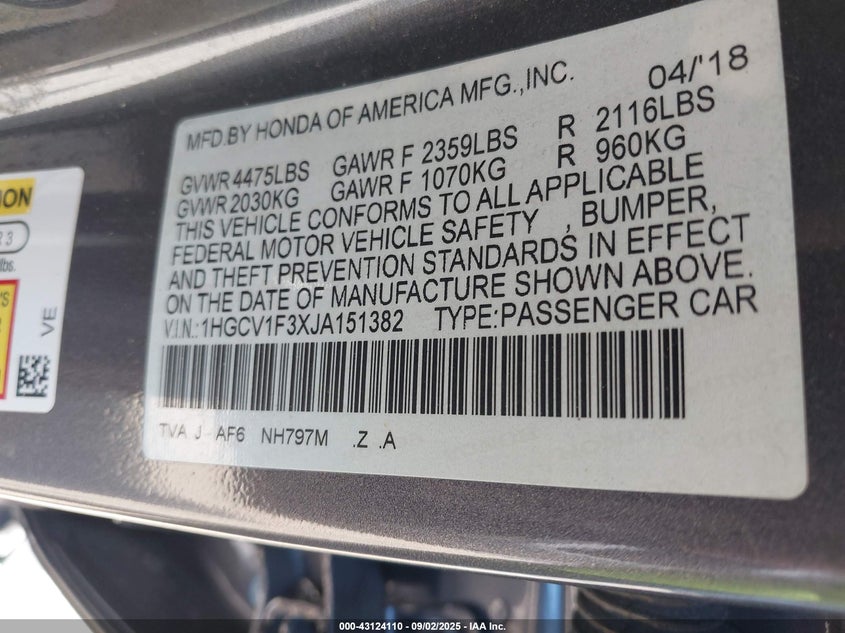 MFD.BY HONDA OF AMERICA MFG.,INC. 04/'18
GVWR 4475LBS GAWR F 2359LBS R 2116LBS
GVWR 2030KG GAWR F 1070KG R 960KG
THIS VEHICLE CONFORMS TO ALL APPLICABLE
FEDERAL MOTOR VEHICLE SAFETY , BUMPER,
AND THEFT PREVENTION STANDARDS IN EFFECT
ON THE DATE OF MANUFACTURE SHOWN ABOVE.
V.I.N.:1HGCV1F3XJA151382 TYPE:PASSENGER CAR
TVA J - AF6 NH797M .Z .A
3
lbs.
VE
000-43124110 - 09/02/2025 - IAA Inc.